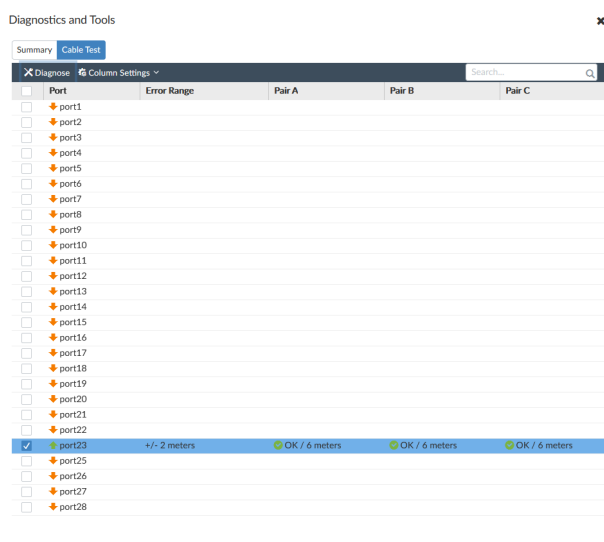 Diagnostics and Tools
Summary Cable Test
Diagnose Column Settings Search...
Port Error Range Pair A Pair B Pair C
port1
port2
port3
port4
port5
port6
port7
port8
port9
port10
port11
port12
port13
port14
port15
port16
port17
port18
port19
port20
port21
port22
port23 +/- 2 meters OK / 6 meters OK / 6 meters OK / 6 meters
port25
port26
port27
port28